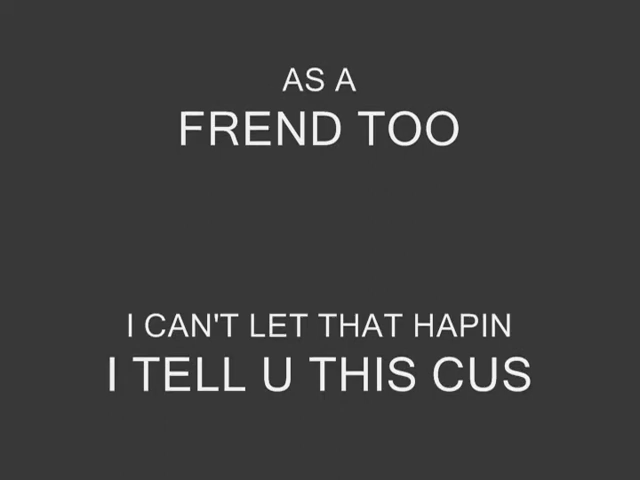 AS A
FREND TOO
I CAN'T LET THAT HAPIN
I TELL U THIS CUS